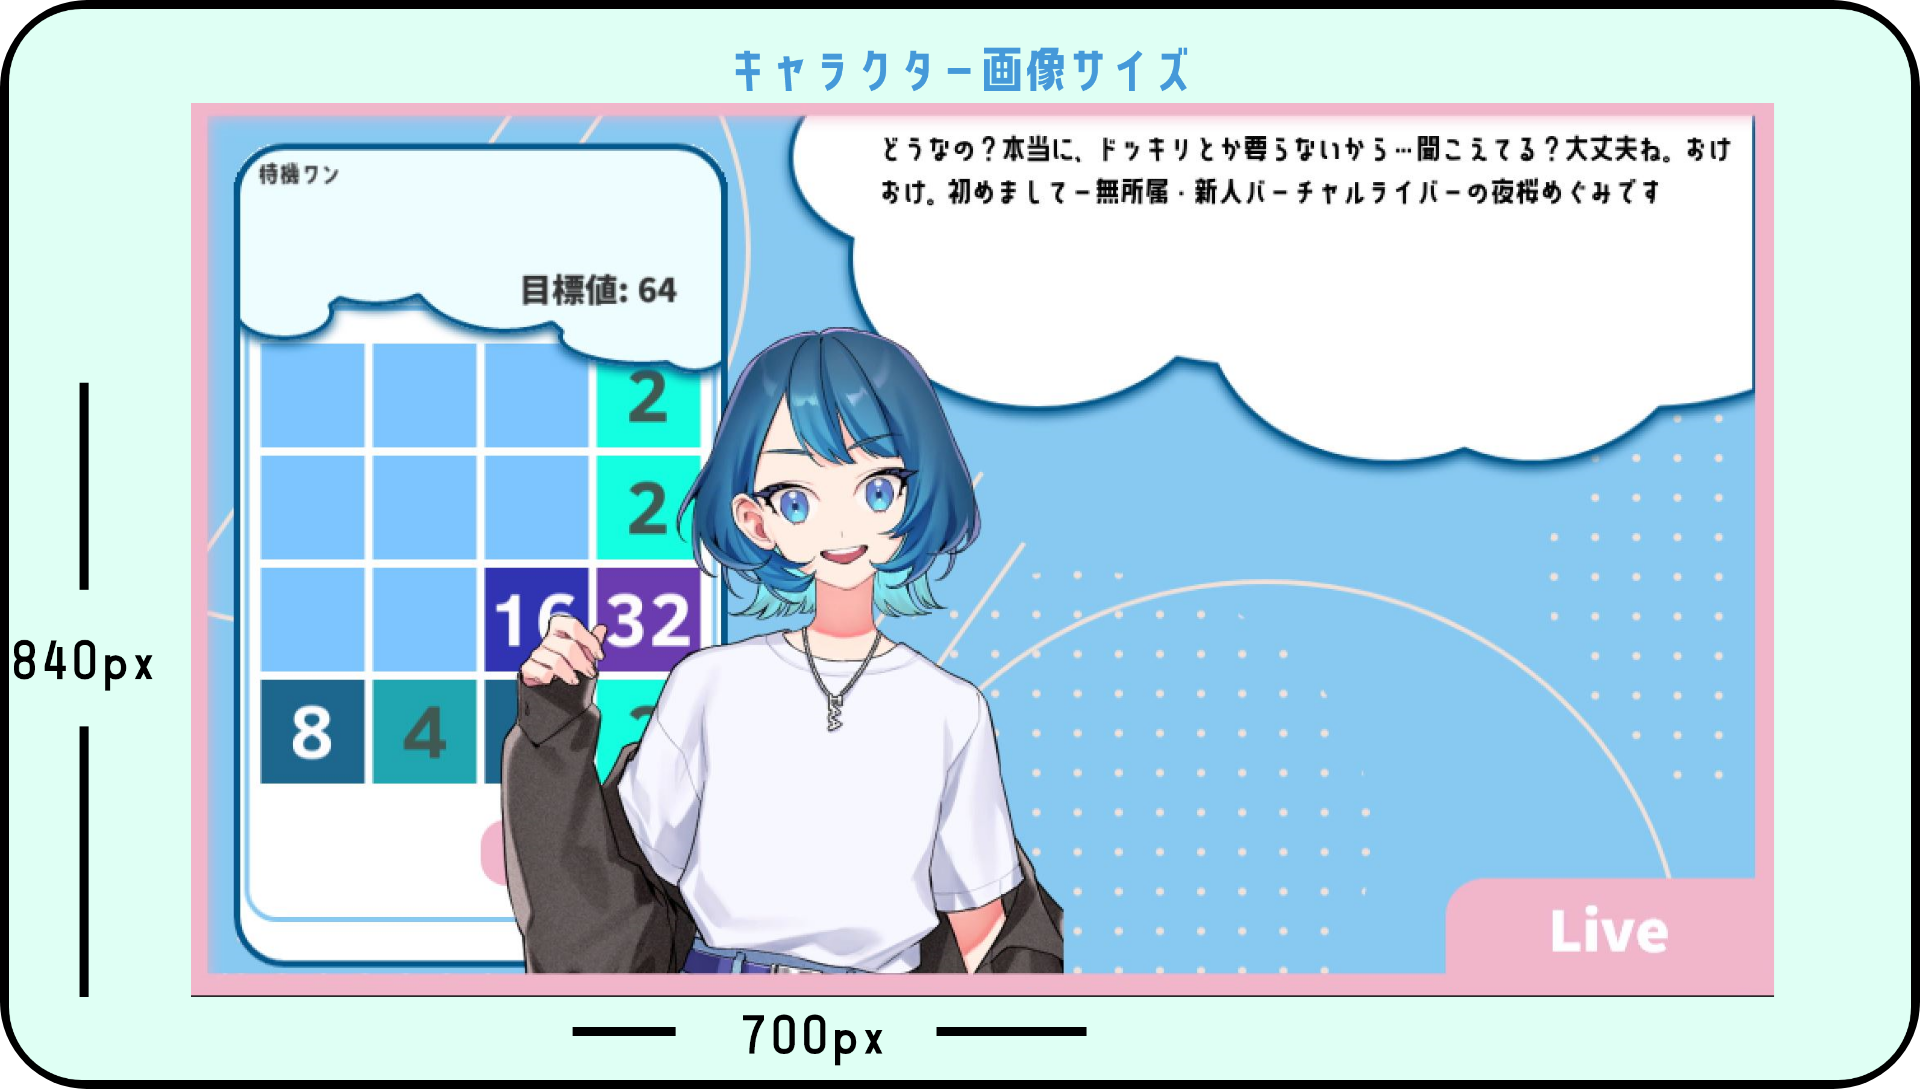 キャラクター画像サイズ
どうなの？本当に、ドッキリとか要らないから…聞こえてる？大丈夫ね。おけ
おけ。初めましてー無所属・新人バーチャルライバーの夜桜めぐみです
待機ワン
目標値: 64
2
2
16 32
8 4
840px
Live
700px